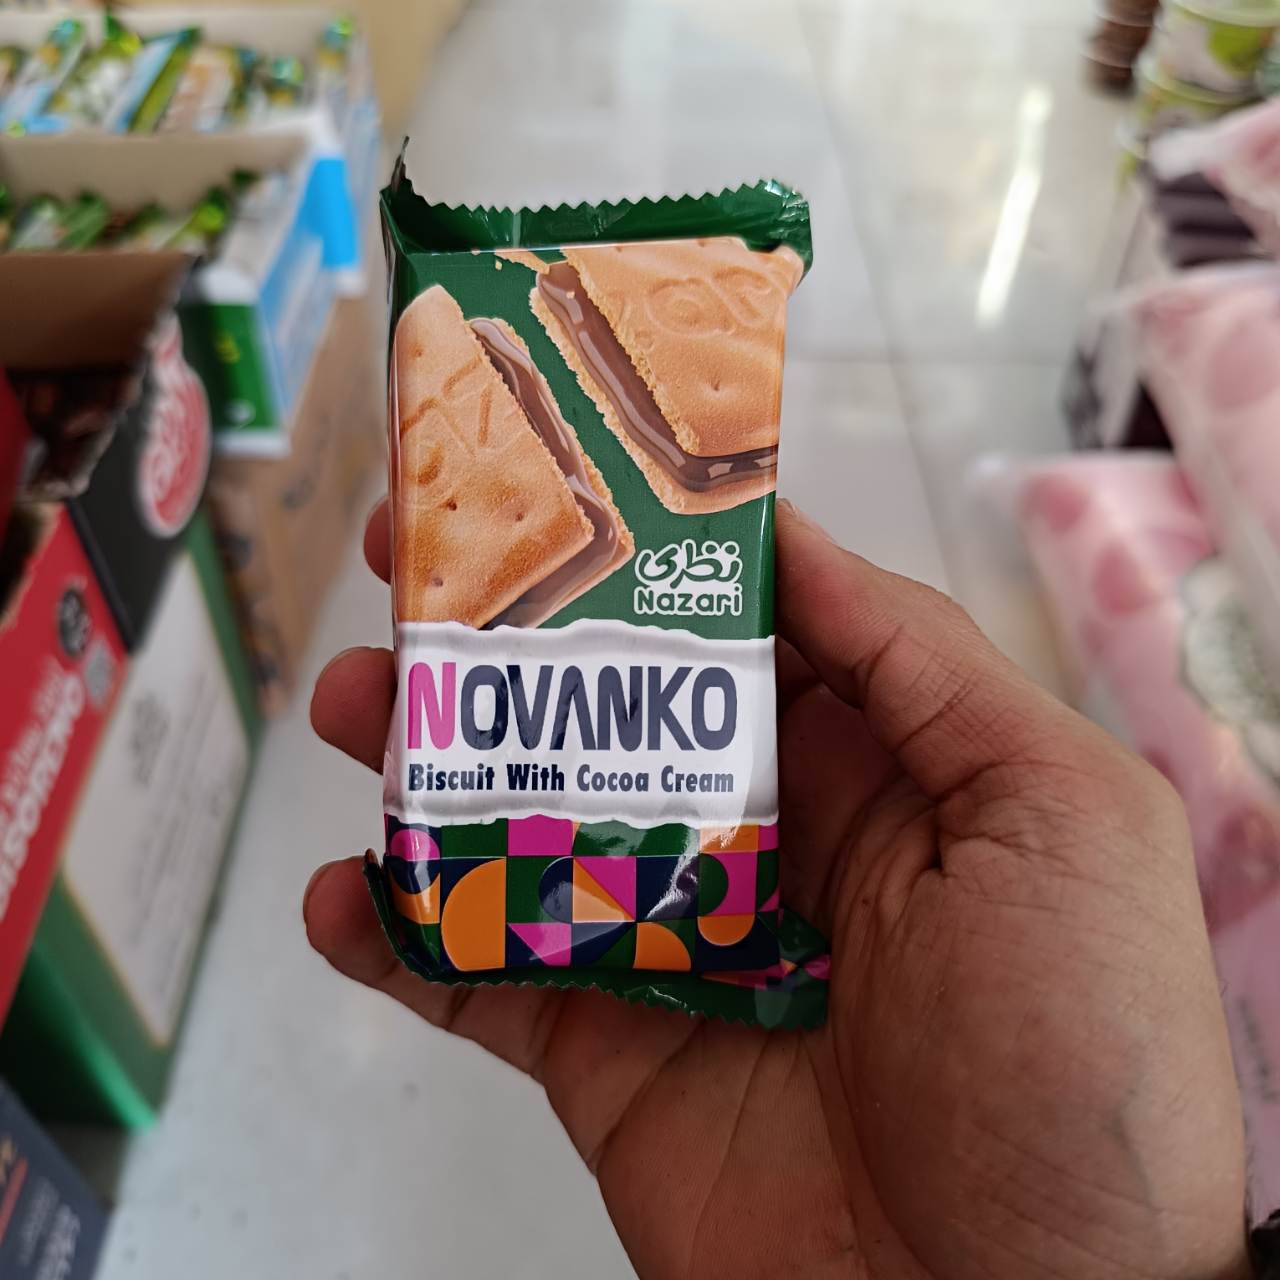 نظری
Nazari
NOVANKO
Biscuit With Cocoa Cream